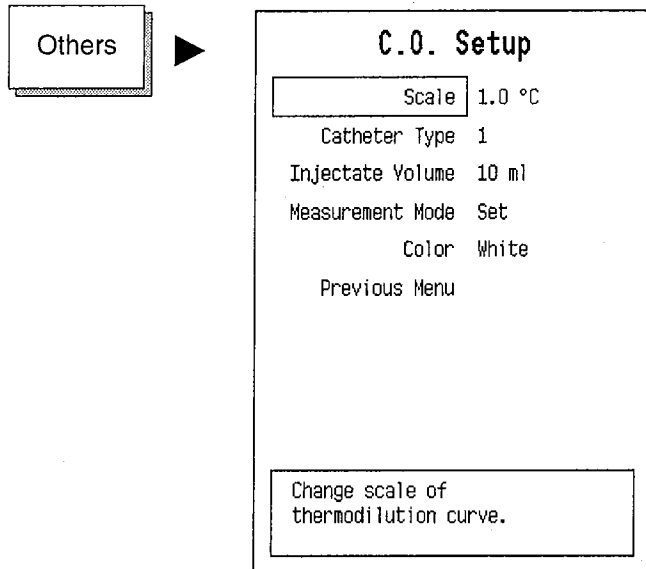 Others
C.O. Setup
Scale 1.0 °C
Catheter Type 1
Injectate Volume 10 ml
Measurement Mode Set
Color White
Previous Menu
Change scale of
thermodilution curve.